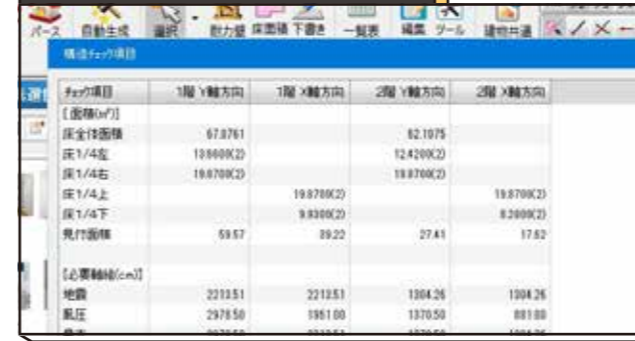 パース 自動生成 選択 耐力壁 床面積 下書き 一覧表 編集 ツール 建物共通
構造チェック項目
チェック項目 1階 Y軸方向 1階 X軸方向 2階 Y軸方向 2階 X軸方向
[面積(㎡)]
床全体面積 67.0761 62.1075
床1/4左 13.6600(2) 12.4200(2)
床1/4右 19.8700(2) 19.8700(2)
床1/4上 19.8700(2) 19.8700(2)
床1/4下 9.9300(2) 8.2800(2)
見付面積 59.57 39.22 27.41 17.62
[必要軸組(cm)]
地震 2213.51 2213.51 1304.26 1304.26
風圧 2978.50 1961.00 1370.50 881.00